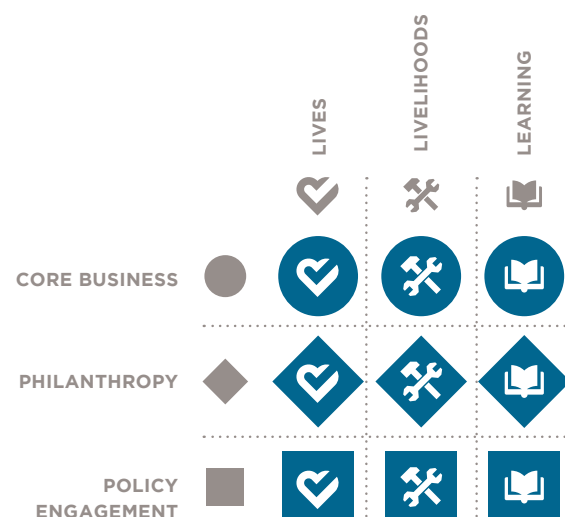 LIVES
LIVELIHOODS
LEARNING
CORE BUSINESS
PHILANTHROPY
POLICY
ENGAGEMENT